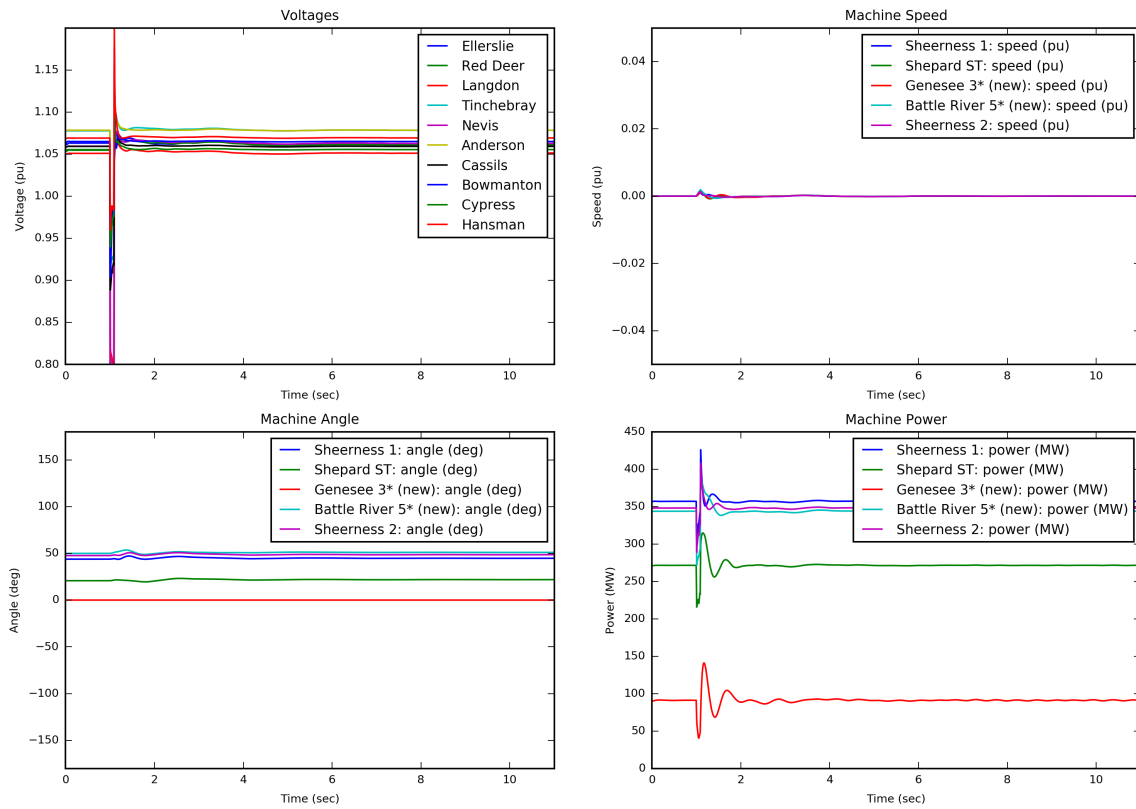 Voltages
Voltage (pu)
1.15
1.10
1.05
1.00
0.95
0.90
0.85
0.80
Ellerslie
Red Deer
Langdon
Tinchebray
Nevis
Anderson
Cassils
Bowmanton
Cypress
Hansman
0 2 4 6 8 10
Time (sec)
Machine Speed
Speed (pu)
0.04
0.02
0.00
−0.02
−0.04
Sheerness 1: speed (pu)
Shepard ST: speed (pu)
Genesee 3* (new): speed (pu)
Battle River 5* (new): speed (pu)
Sheerness 2: speed (pu)
0 2 4 6 8 10
Time (sec)
Machine Angle
Angle (deg)
150
100
50
0
−50
−100
−150
Sheerness 1: angle (deg)
Shepard ST: angle (deg)
Genesee 3* (new): angle (deg)
Battle River 5* (new): angle (deg)
Sheerness 2: angle (deg)
0 2 4 6 8 10
Time (sec)
Machine Power
Power (MW)
450
400
350
300
250
200
150
100
50
0
Sheerness 1: power (MW)
Shepard ST: power (MW)
Genesee 3* (new): power (MW)
Battle River 5* (new): power (MW)
Sheerness 2: power (MW)
0 2 4 6 8 10
Time (sec)